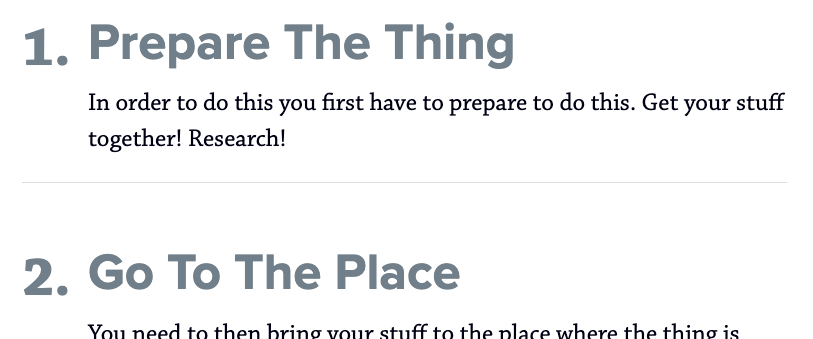 1. Prepare The Thing
In order to do this you first have to prepare to do this. Get your stuff
together! Research!
2. Go To The Place
You need to then bring your stuff to the place where the thing is